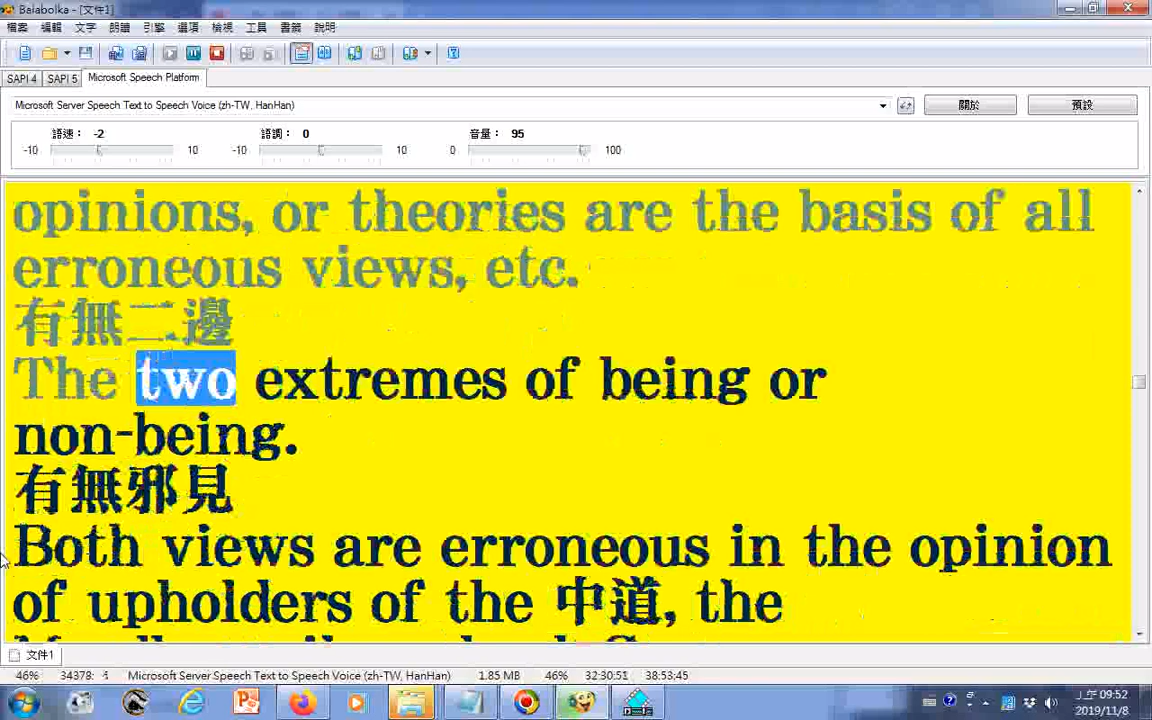 Balabolka - [文件1]
檔案 編輯 文字 朗讀 引擎 選項 檢視 工具 書籤 說明
SAPI 4 SAPI 5 Microsoft Speech Platform
Microsoft Server Speech Text to Speech Voice (zh-TW, HanHan) 關於 預設
語速： -2 語調： 0 音量： 95
-10 10 -10 10 0 100
opinions, or theories are the basis of all
erroneous views, etc.
有無二邊
The two extremes of being or
non-being.
有無邪見
Both views are erroneous in the opinion
of upholders of the 中道, the
文件1
46% Microsoft Server Speech Text to Speech Voice (zh-TW, HanHan) 1.85 MB 46% 32:30:51 38:53:45
上午 09:52
2019/11/8